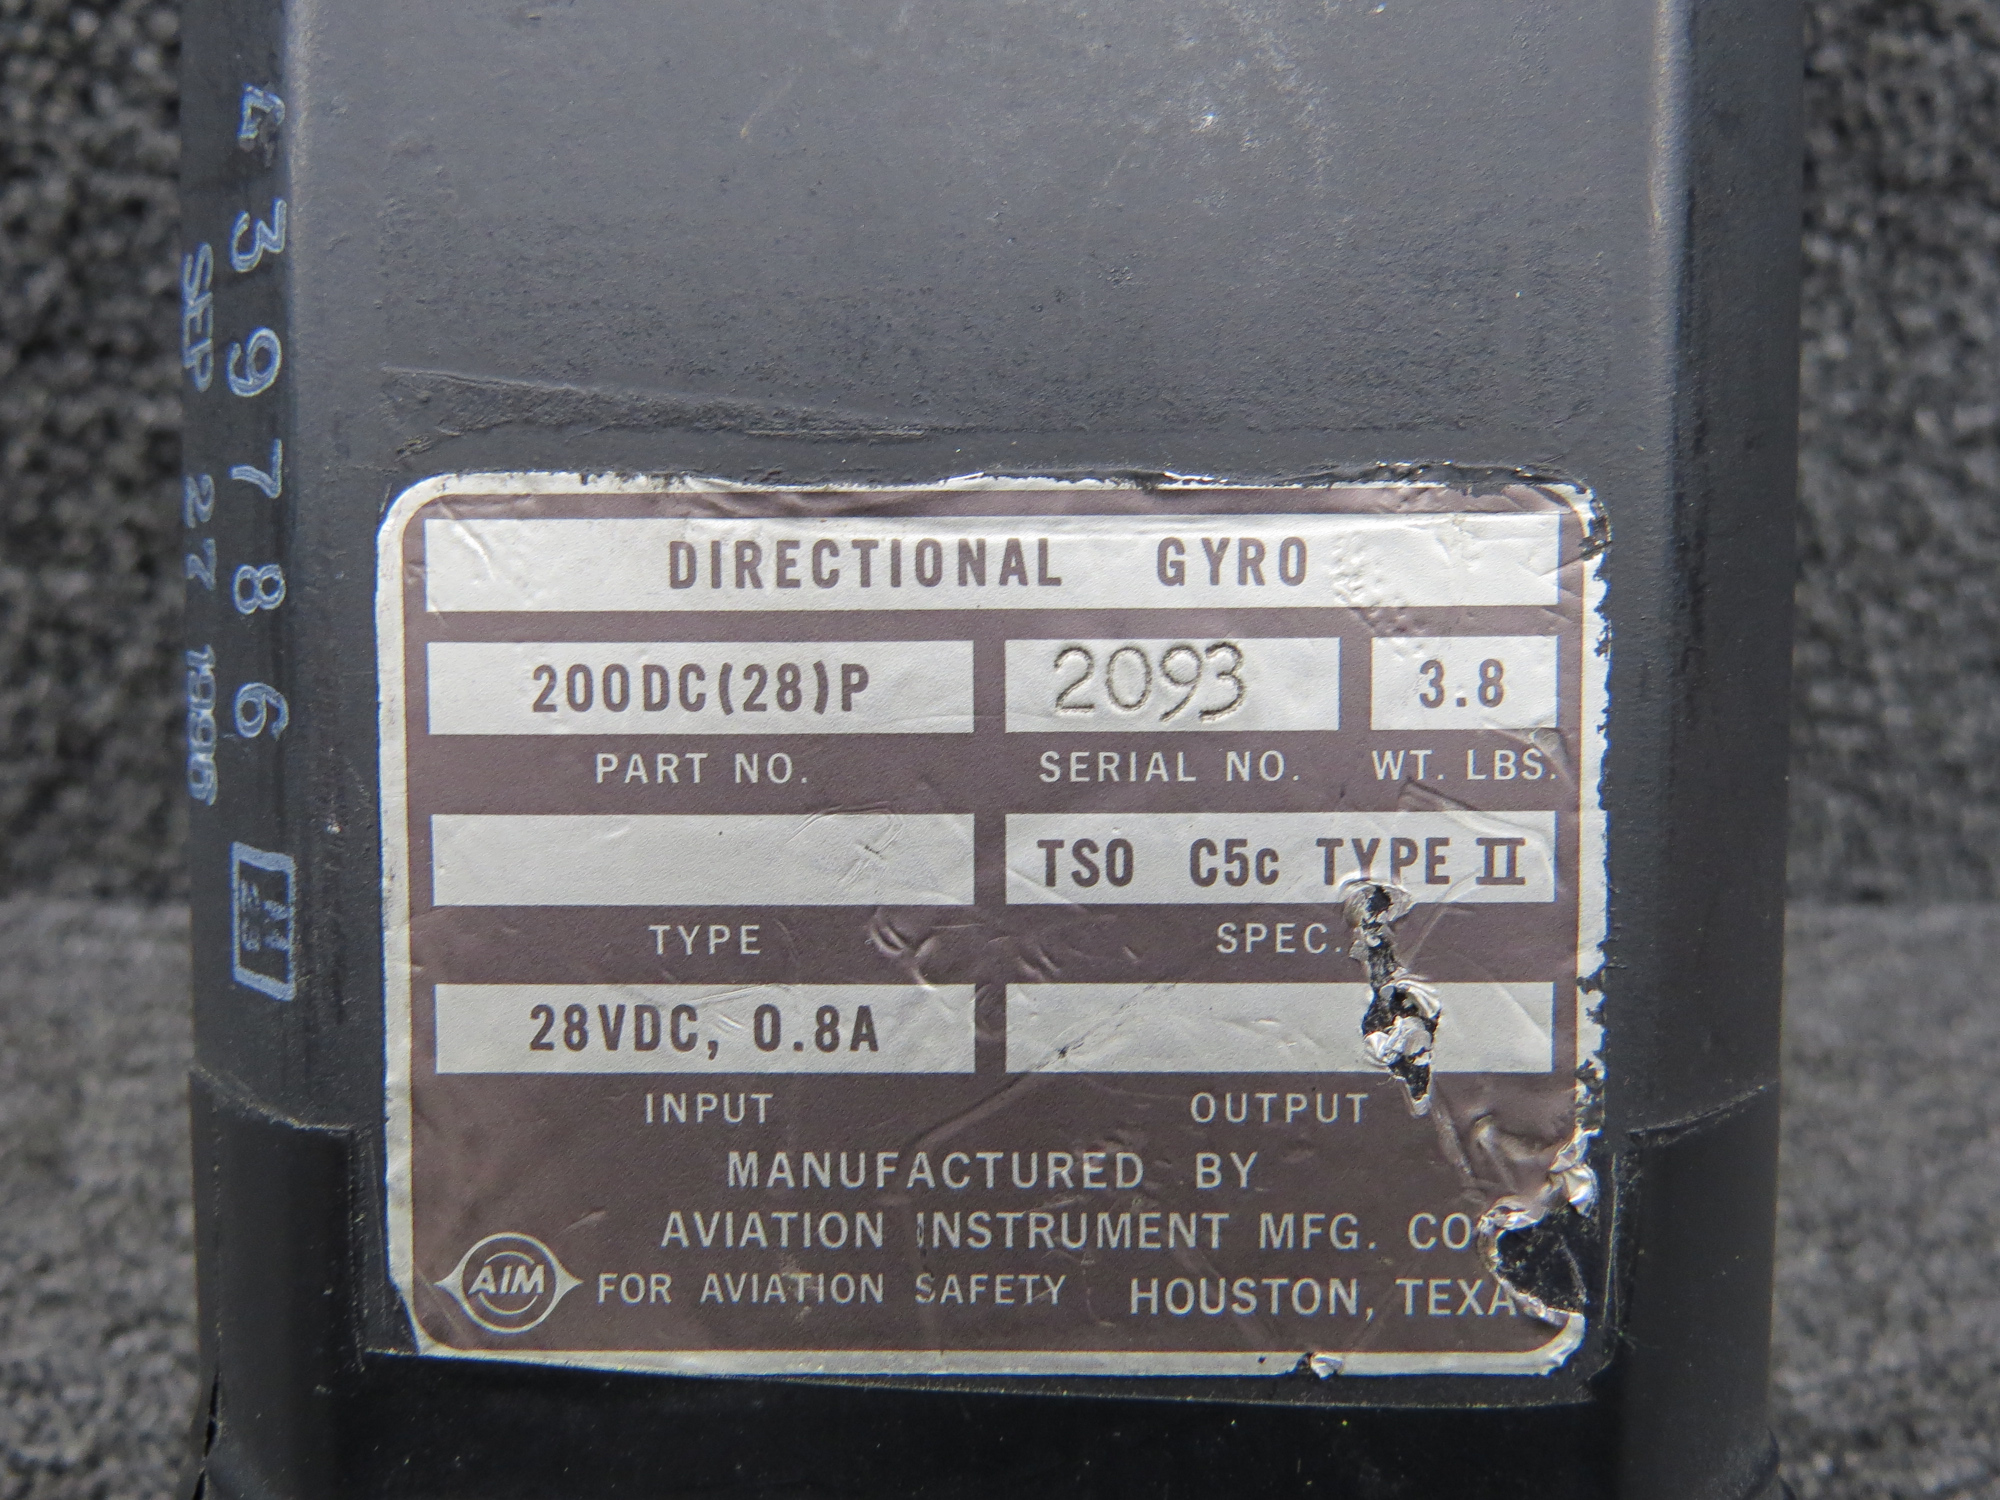 DIRECTIONAL GYRO
200DC(28)P 2093 3.8
PART NO. SERIAL NO. WT. LBS.
TSO C5c TYPE II
TYPE SPEC.
28VDC, 0.8A
INPUT OUTPUT
MANUFACTURED BY
AVIATION INSTRUMENT MFG. CO
AIM FOR AVIATION SAFETY HOUSTON, TEXAS
39786
SEP 27 1996